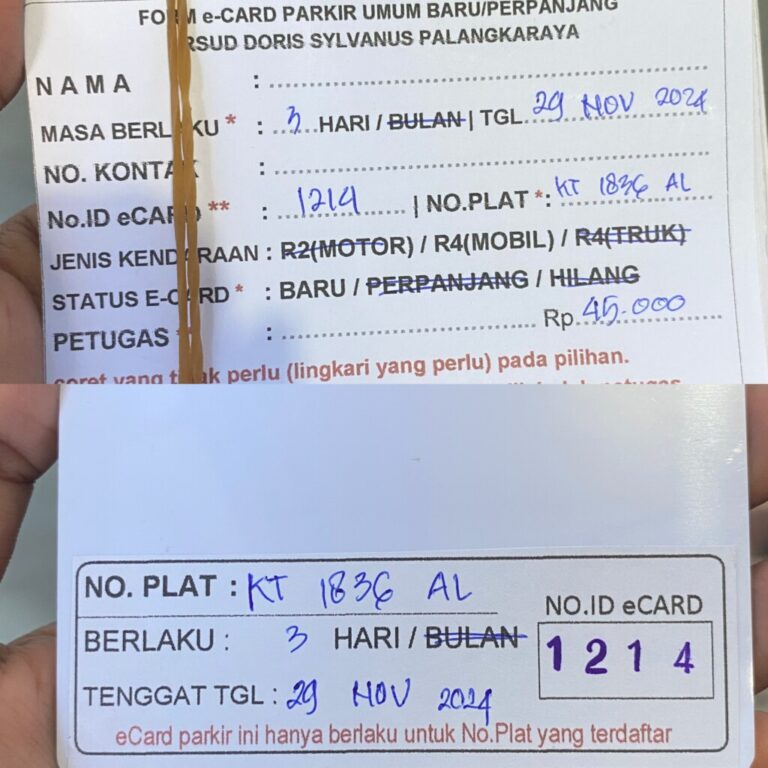 FORM e-CARD PARKIR UMUM BARU/PERPANJANG
RSUD DORIS SYLVANUS PALANGKARAYA
NAMA :
MASA BERLAKU * : 3 HARI / BULAN | TGL. 29 NOV 2024
NO. KONTAK :
No.ID eCARD ** : 1214 | NO.PLAT *: KT 1836 AL
JENIS KENDARAAN : R2(MOTOR) / R4(MOBIL) / R4(TRUK)
STATUS E-CARD * : BARU / PERPANJANG / HILANG
PETUGAS : Rp. 45.000
coret yang tidak perlu (lingkari yang perlu) pada pilihan.
NO. PLAT : KT 1836 AL
NO.ID eCARD
BERLAKU : 3 HARI / BULAN
1214
TENGGAT TGL : 29 NOV 2024
eCard parkir ini hanya berlaku untuk No.Plat yang terdaftar